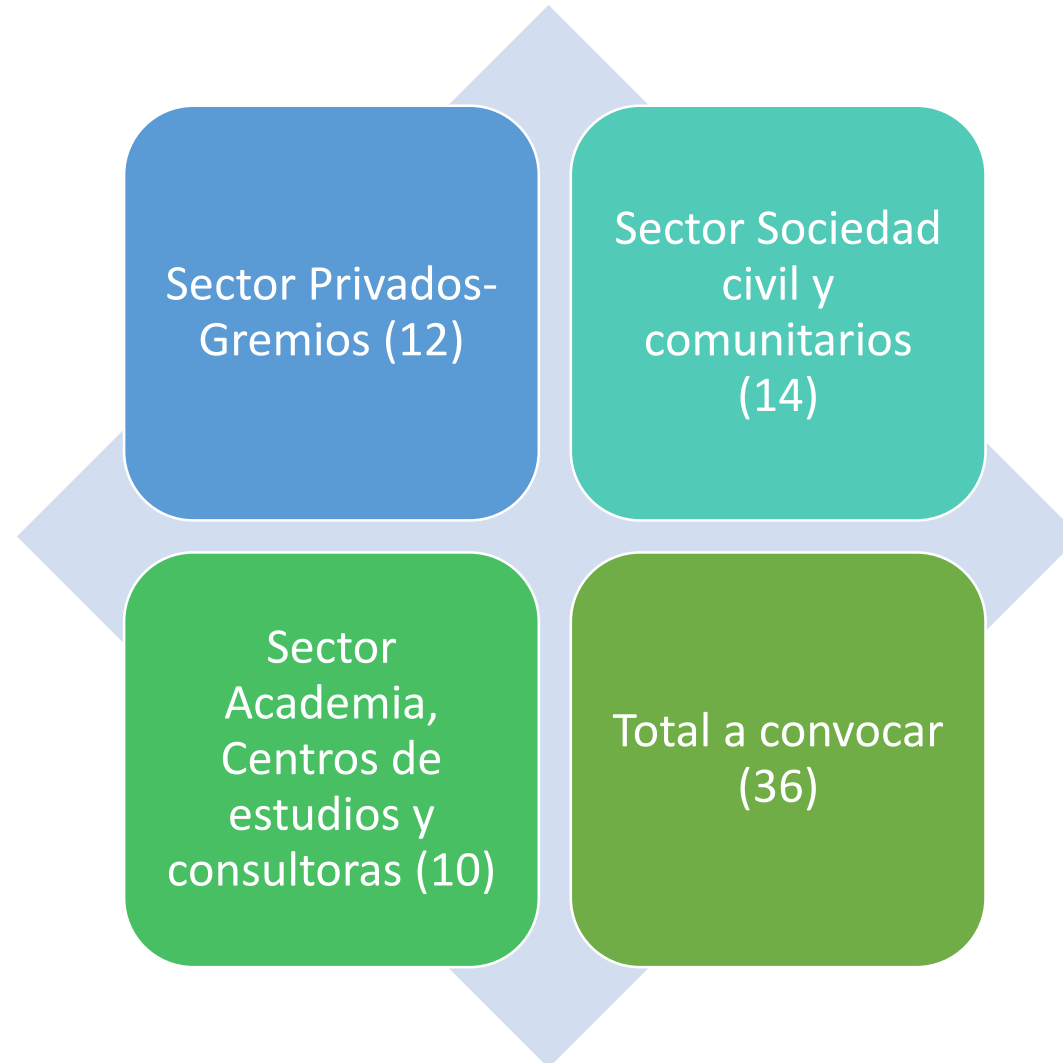 Sector Privados-
Gremios (12)
Sector Sociedad
civil y
comunitarios
(14)
Sector
Academia,
Centros de
estudios y
consultoras (10)
Total a convocar
(36)